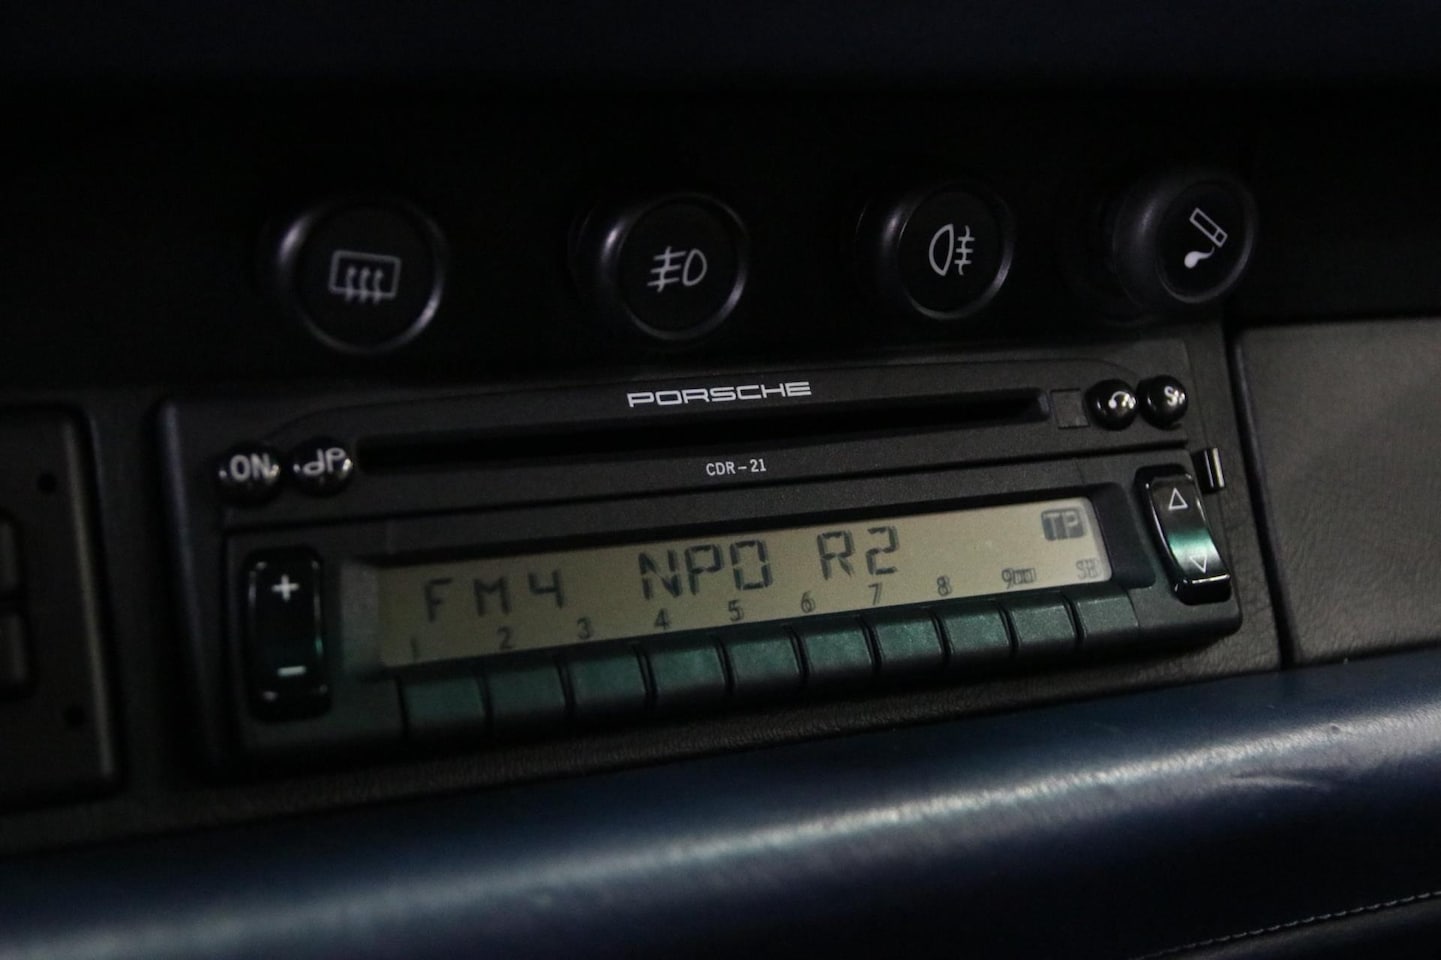 PORSCHE
ON
CDR-21
TP
FM4 NPO R2
1 2 3 4 5 6 7 8 9
+
-